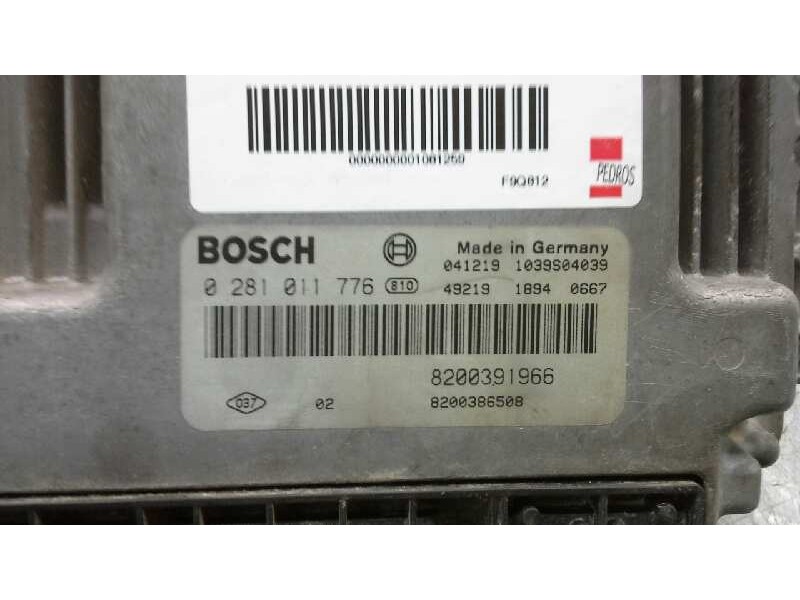 0000000001081250
F9Q812
PEDROS
BOSCH
Made in Germany
041219 1039S04039
0 281 011 776 810
49219 1894 0667
8200391966
037 02
8200386508